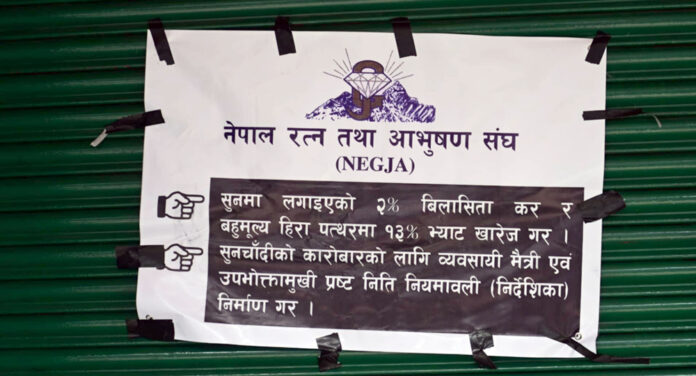 नेपाल रत्न तथा आभुषण संघ
(NEGJA)
सुनमा लगाइएको २% बिलासिता कर र
बहुमूल्य हिरा पत्थरमा १३% भ्याट खारेज गर ।
सुनचाँदीको कारोबारको लागि व्यवसायी मैत्री एवं
उपभोक्तामुखी प्रष्ट निति नियमावली (निर्देशिका)
निर्माण गर ।